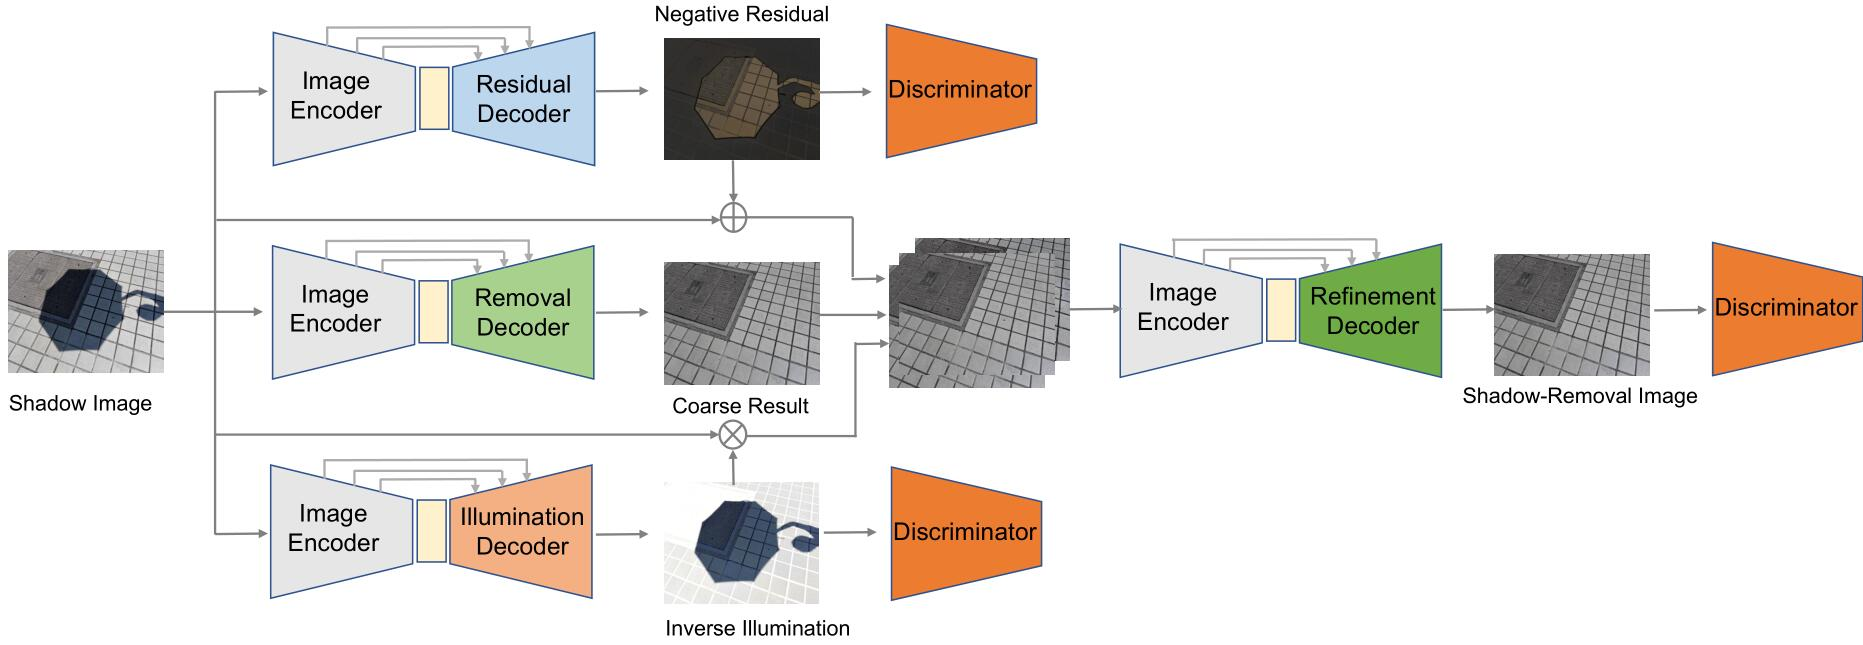 Negative Residual
Image
Encoder
Residual
Decoder
Discriminator
Image
Encoder
Removal
Decoder
Image
Encoder
Refinement
Decoder
Discriminator
Shadow Image
Coarse Result
Shadow-Removal Image
Image
Encoder
Illumination
Decoder
Discriminator
Inverse Illumination